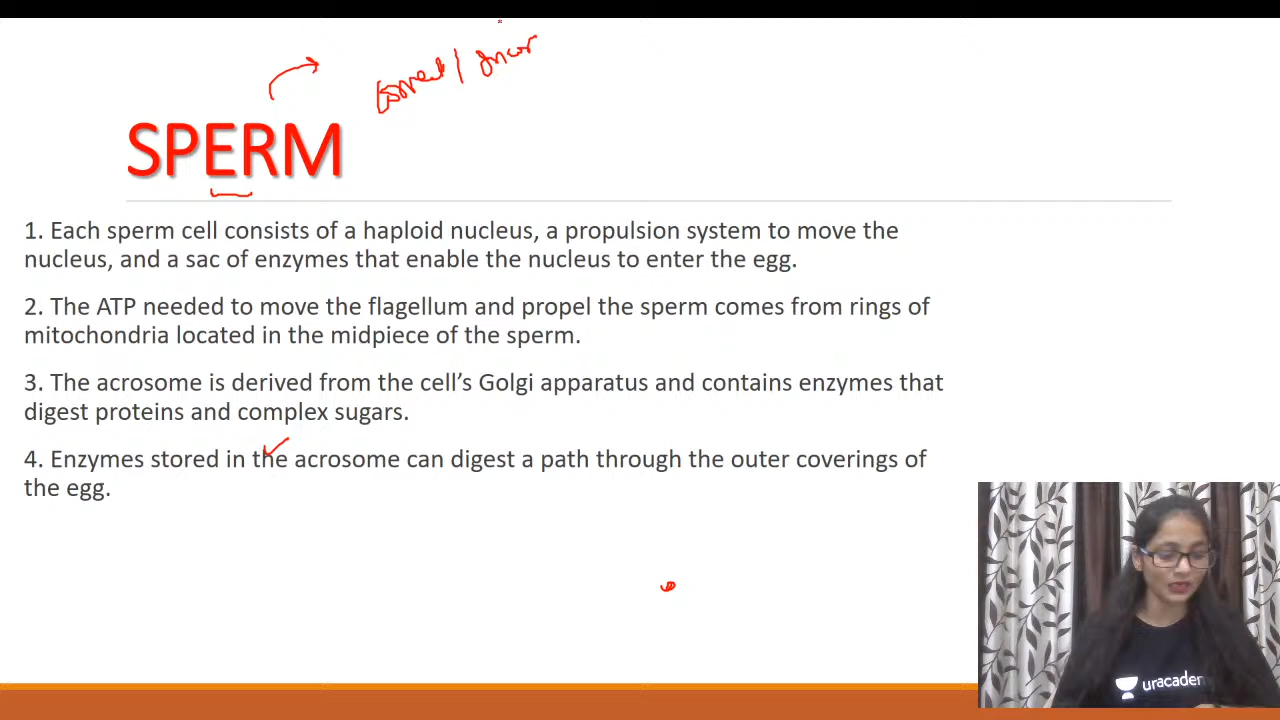 Correct / Incor
SPERM
1. Each sperm cell consists of a haploid nucleus, a propulsion system to move the
nucleus, and a sac of enzymes that enable the nucleus to enter the egg.
2. The ATP needed to move the flagellum and propel the sperm comes from rings of
mitochondria located in the midpiece of the sperm.
3. The acrosome is derived from the cell’s Golgi apparatus and contains enzymes that
digest proteins and complex sugars.
4. Enzymes stored in the acrosome can digest a path through the outer coverings of
the egg.
uracader